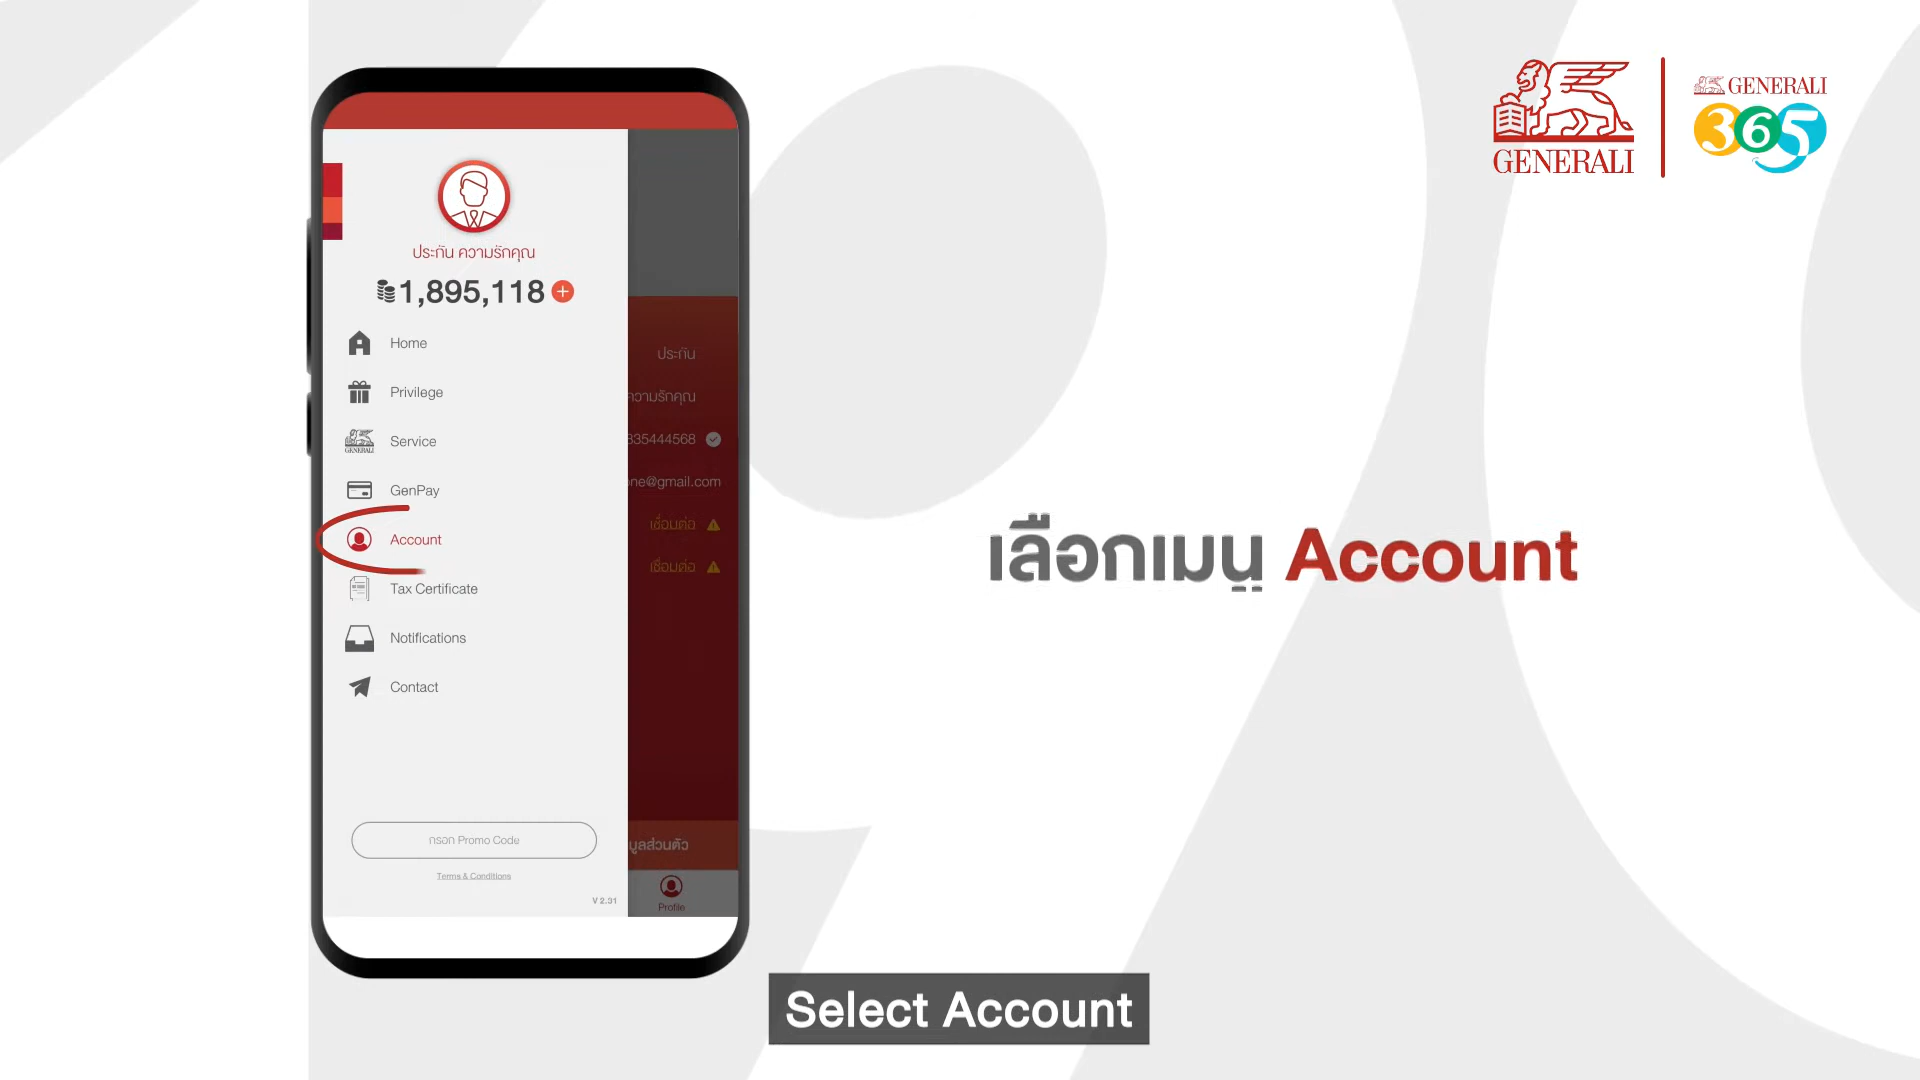 GENERALI
GENERALI
365
ประกัน ความรักคุณ
1,895,118
Home
Privilege
Service
GENERALI
GenPay
Account
Tax Certificate
Notifications
Contact
กรอก Promo Code
Terms & Conditions
V 2.31
ประกัน
ความรักคุณ
835444568
one@gmail.com
เชื่อมต่อ
เชื่อมต่อ
มูลส่วนตัว
Profile
เลือกเมนู Account
Select Account